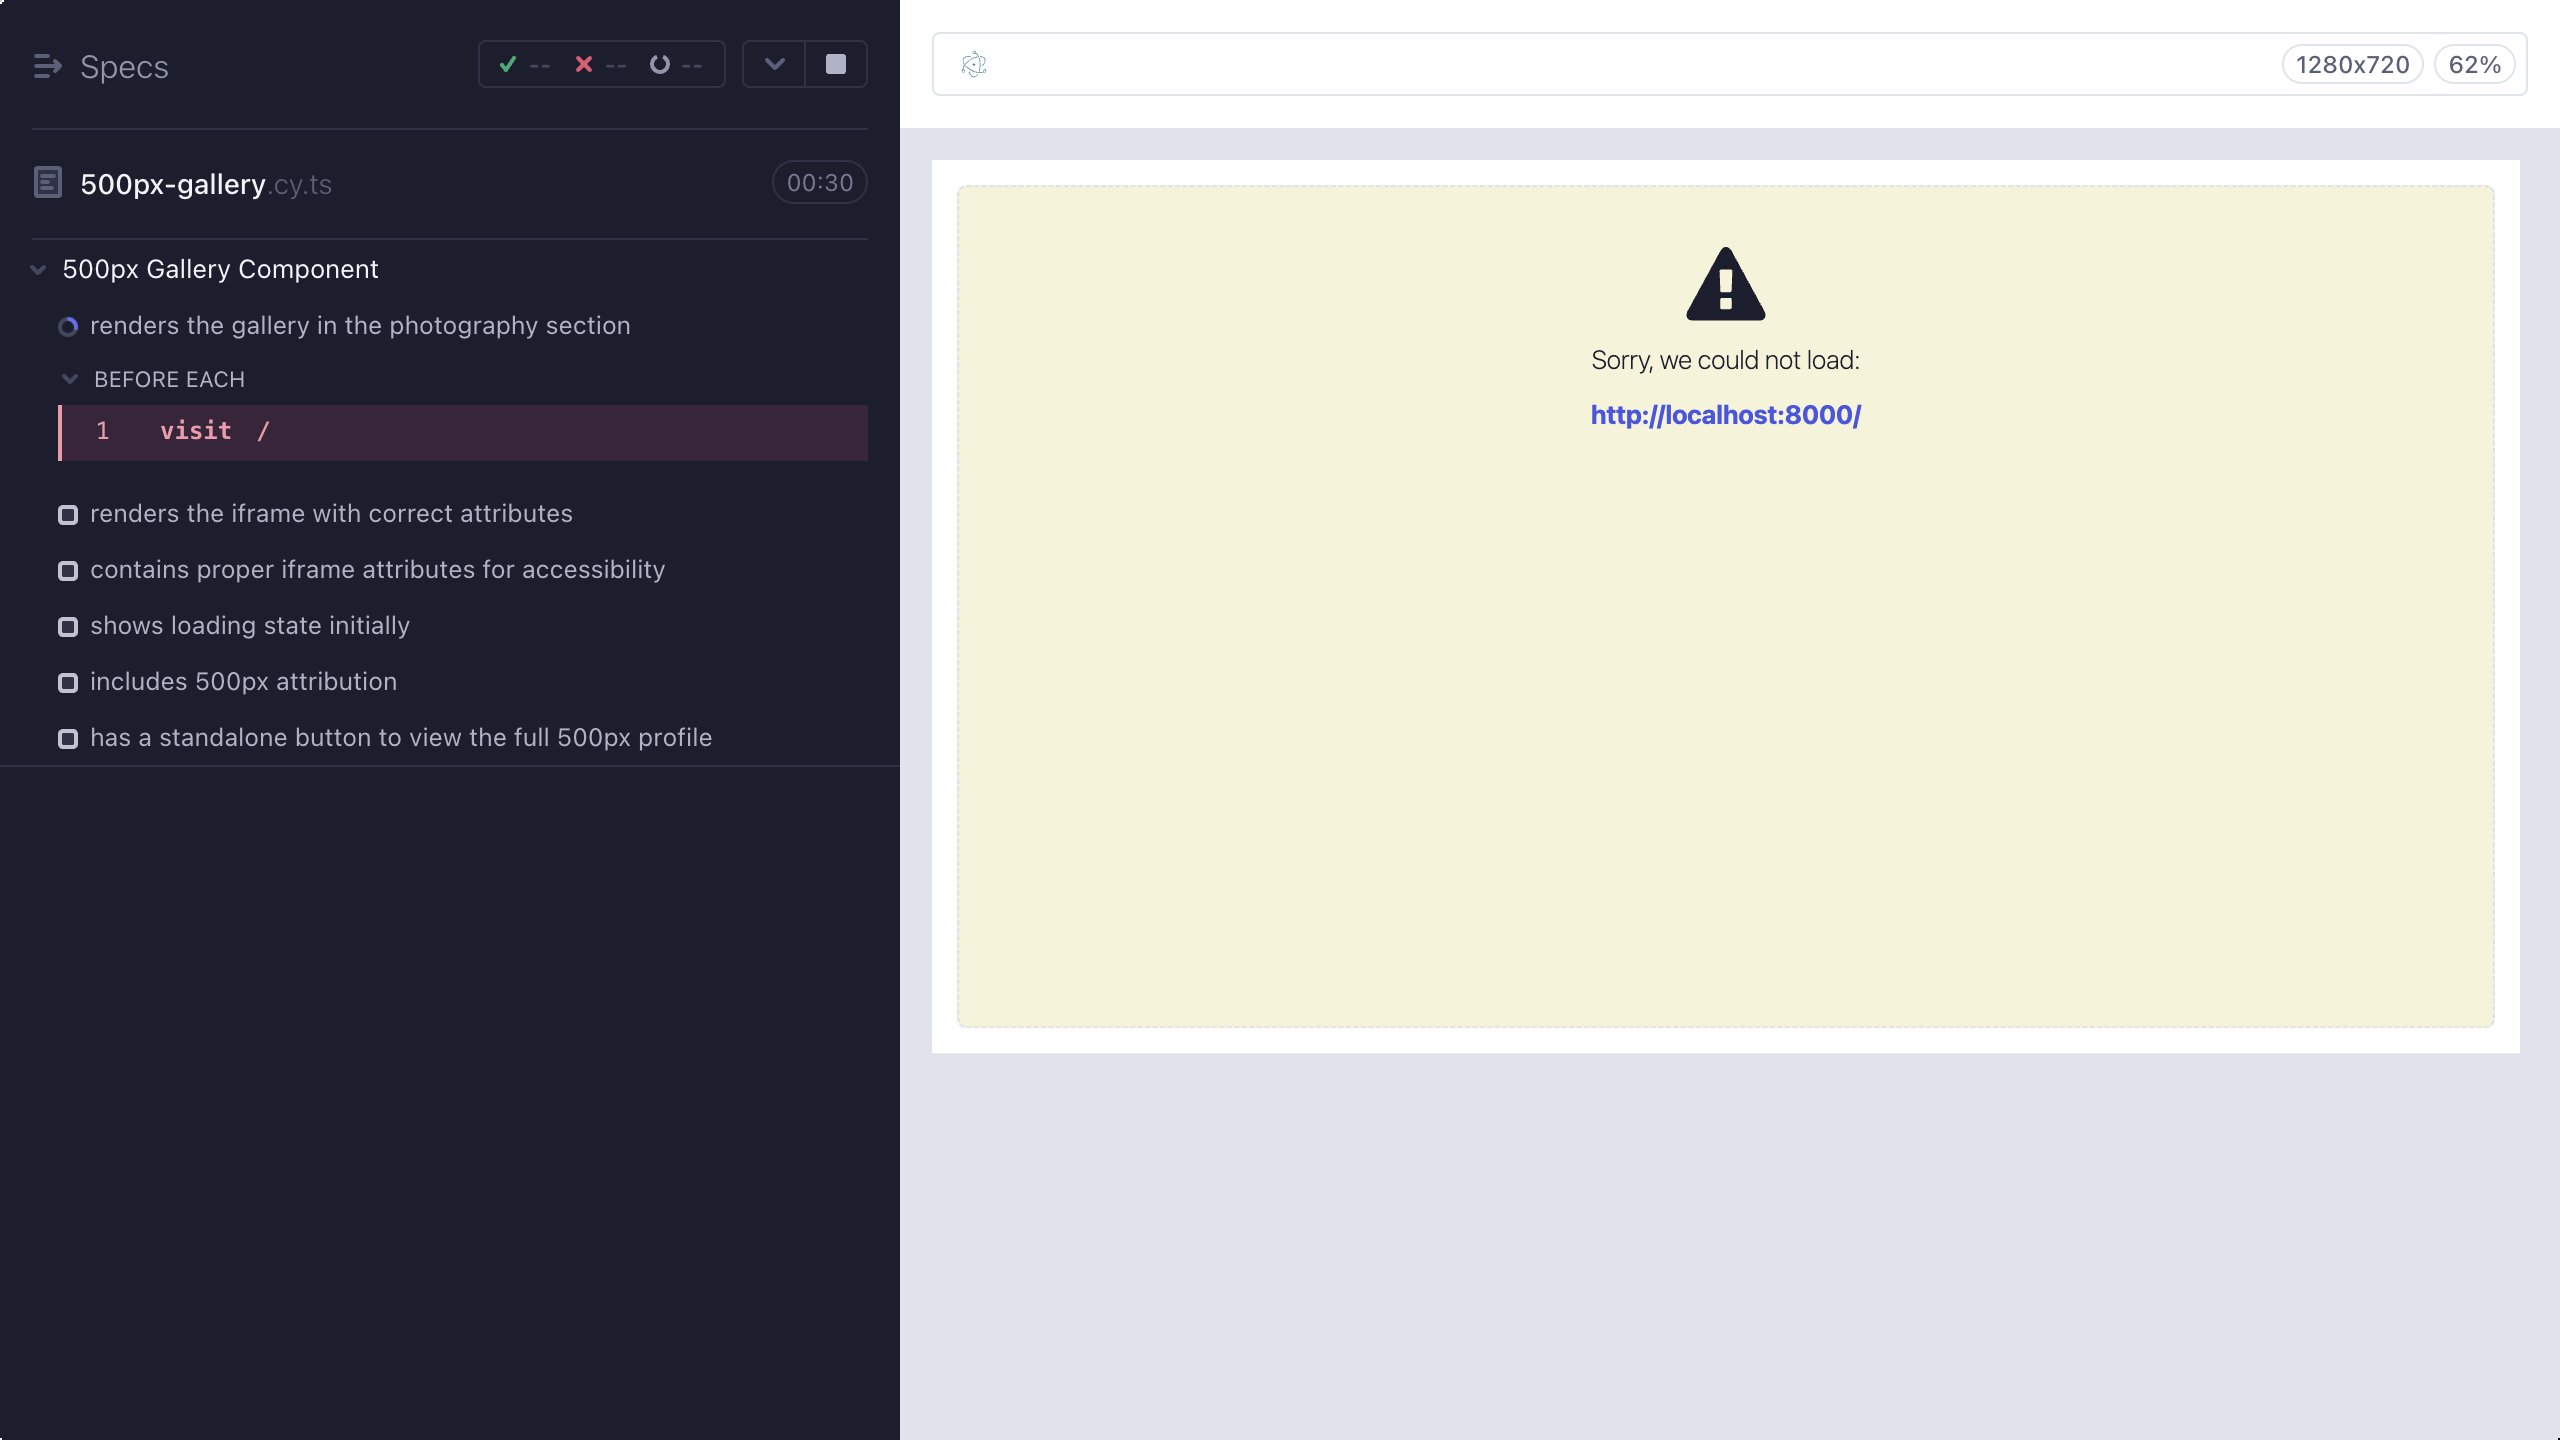 Specs
-- -- --
500px-gallery.cy.ts 00:30
500px Gallery Component
renders the gallery in the photography section
BEFORE EACH
1 visit /
renders the iframe with correct attributes
contains proper iframe attributes for accessibility
shows loading state initially
includes 500px attribution
has a standalone button to view the full 500px profile
1280x720 62%
Sorry, we could not load:
http://localhost:8000/